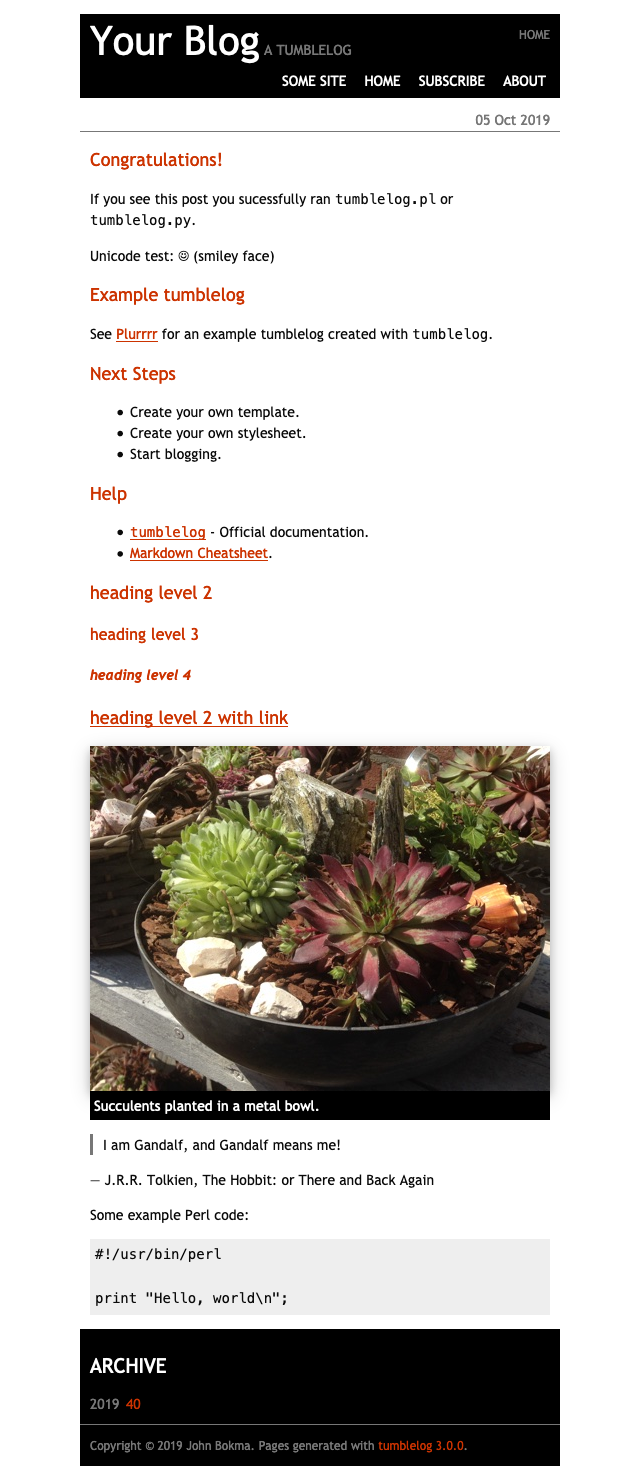 Your Blog A TUMBLELOG HOME
SOME SITE HOME SUBSCRIBE ABOUT
05 Oct 2019
Congratulations!
If you see this post you sucessfully ran tumblelog.pl or
tumblelog.py.
Unicode test: ☺ (smiley face)
Example tumblelog
See Plurrrr for an example tumblelog created with tumblelog.
Next Steps
• Create your own template.
• Create your own stylesheet.
• Start blogging.
Help
• tumblelog - Official documentation.
• Markdown Cheatsheet.
heading level 2
heading level 3
heading level 4
heading level 2 with link
Succulents planted in a metal bowl.
I am Gandalf, and Gandalf means me!
— J.R.R. Tolkien, The Hobbit: or There and Back Again
Some example Perl code:
#!/usr/bin/perl
print "Hello, world\n";
ARCHIVE
2019 40
Copyright © 2019 John Bokma. Pages generated with tumblelog 3.0.0.